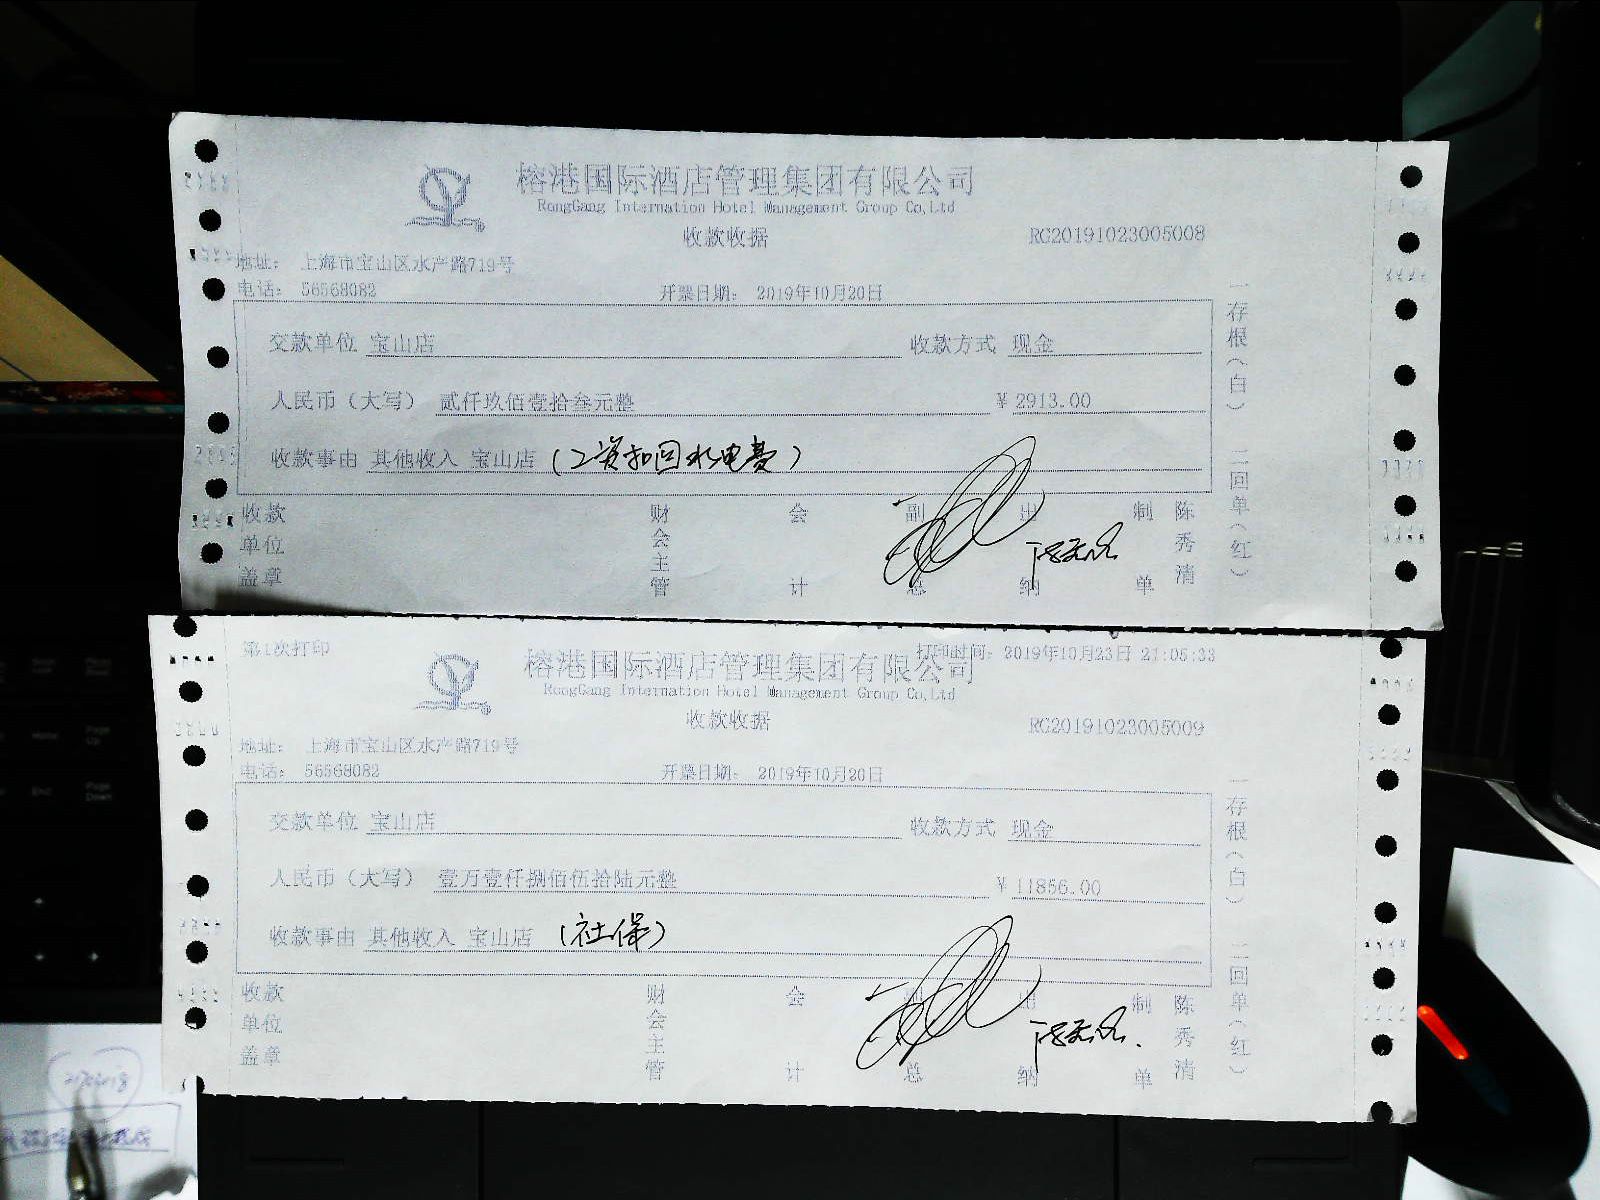 榕港国际酒店管理集团有限公司
RongGang Internation Hotel Management Group Co,Ltd
收款收据 RC20191023005008
地址： 上海市宝山区水产路719号
电话： 56568082 开票日期： 2019年10月20日
交款单位 宝山店 收款方式 现金
人民币（大写） 贰仟玖佰壹拾叁元整 ￥2913.00
收款事由 其他收入 宝山店 （工资扣回水电费）
收款单位盖章 财会主管 会计 副总 出纳 制单 陈秀清
一存根（白） 二回单（红）
第1次打印 打印时间： 2019年10月23日 21:05:33
榕港国际酒店管理集团有限公司
RongGang Internation Hotel Management Group Co,Ltd
收款收据 RC20191023005009
地址： 上海市宝山区水产路719号
电话： 56568082 开票日期： 2019年10月20日
交款单位 宝山店 收款方式 现金
人民币（大写） 壹万壹仟捌佰伍拾陆元整 ￥11856.00
收款事由 其他收入 宝山店 （社保）
收款单位盖章 财会主管 会计 副总 出纳 制单 陈秀清
一存根（白） 二回单（红）